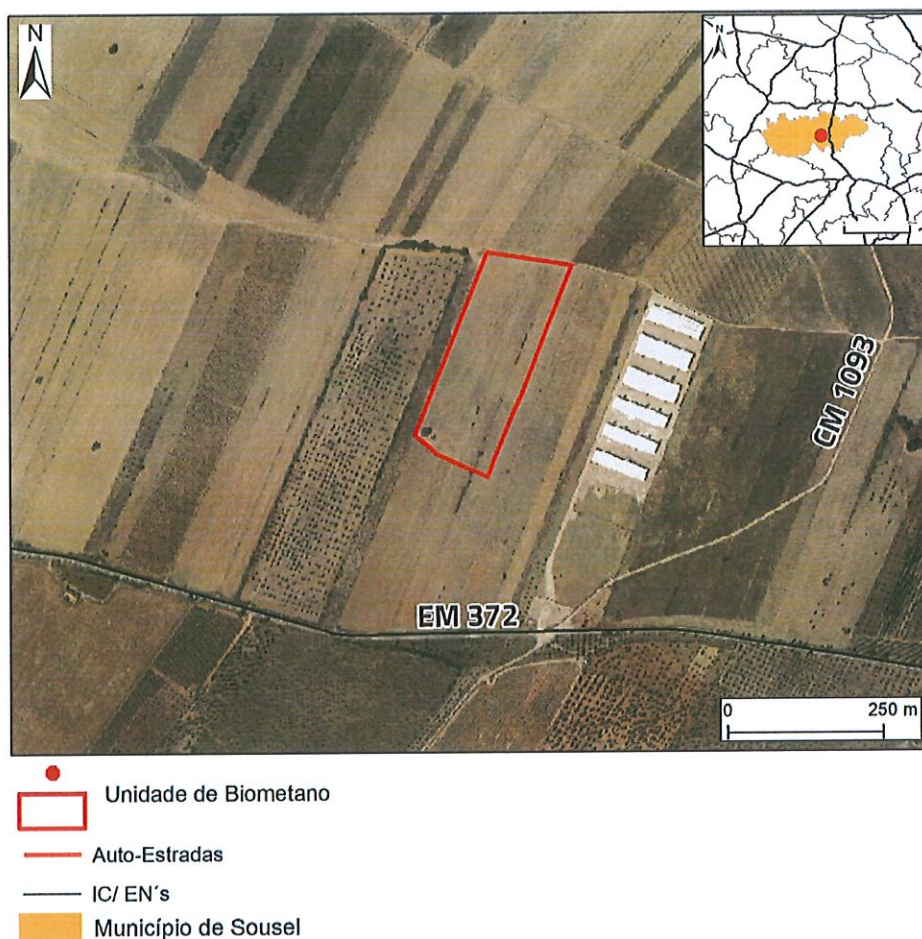 N
N
CM 1093
EM 372
0 250 m
Unidade de Biometano
Auto-Estradas
IC/ EN´s
Município de Sousel